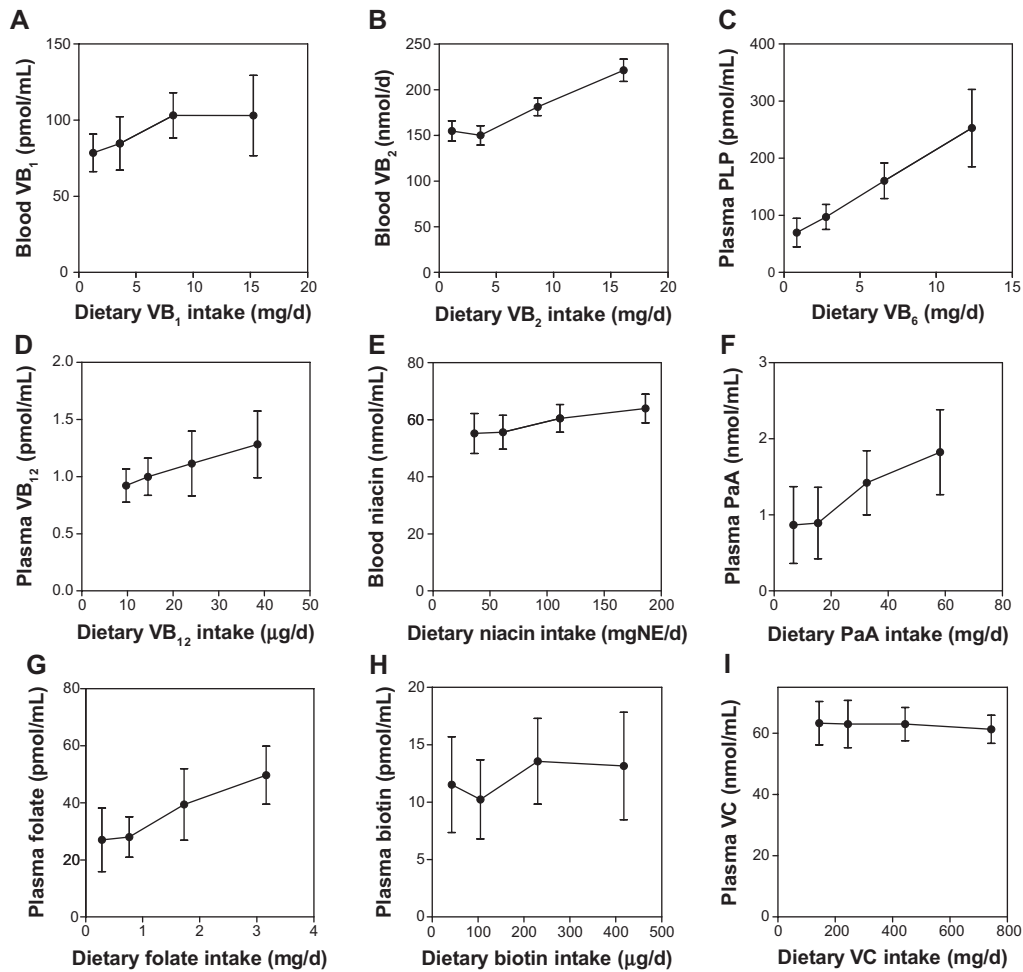 A
Blood VB₁ (pmol/mL)
150
100
50
0
0 5 10 15 20
Dietary VB₁ intake (mg/d)
B
Blood VB₂ (nmol/d)
250
200
150
100
50
0
0 5 10 15 20
Dietary VB₂ intake (mg/d)
C
Plasma PLP (pmol/mL)
400
300
200
100
0
0 5 10 15
Dietary VB₆ (mg/d)
D
Plasma VB₁₂ (pmol/mL)
2.0
1.5
1.0
0.5
0.0
0 10 20 30 40 50
Dietary VB₁₂ intake (µg/d)
E
Blood niacin (nmol/mL)
80
60
40
20
0
0 50 100 150 200
Dietary niacin intake (mgNE/d)
F
Plasma PaA (nmol/mL)
3
2
1
0
0 20 40 60 80
Dietary PaA intake (mg/d)
G
Plasma folate (pmol/mL)
80
60
40
20
0
0 1 2 3 4
Dietary folate intake (mg/d)
H
Plasma biotin (pmol/mL)
20
15
10
5
0
0 100 200 300 400 500
Dietary biotin intake (µg/d)
I
Plasma VC (nmol/mL)
60
40
20
0
0 200 400 600 800
Dietary VC intake (mg/d)